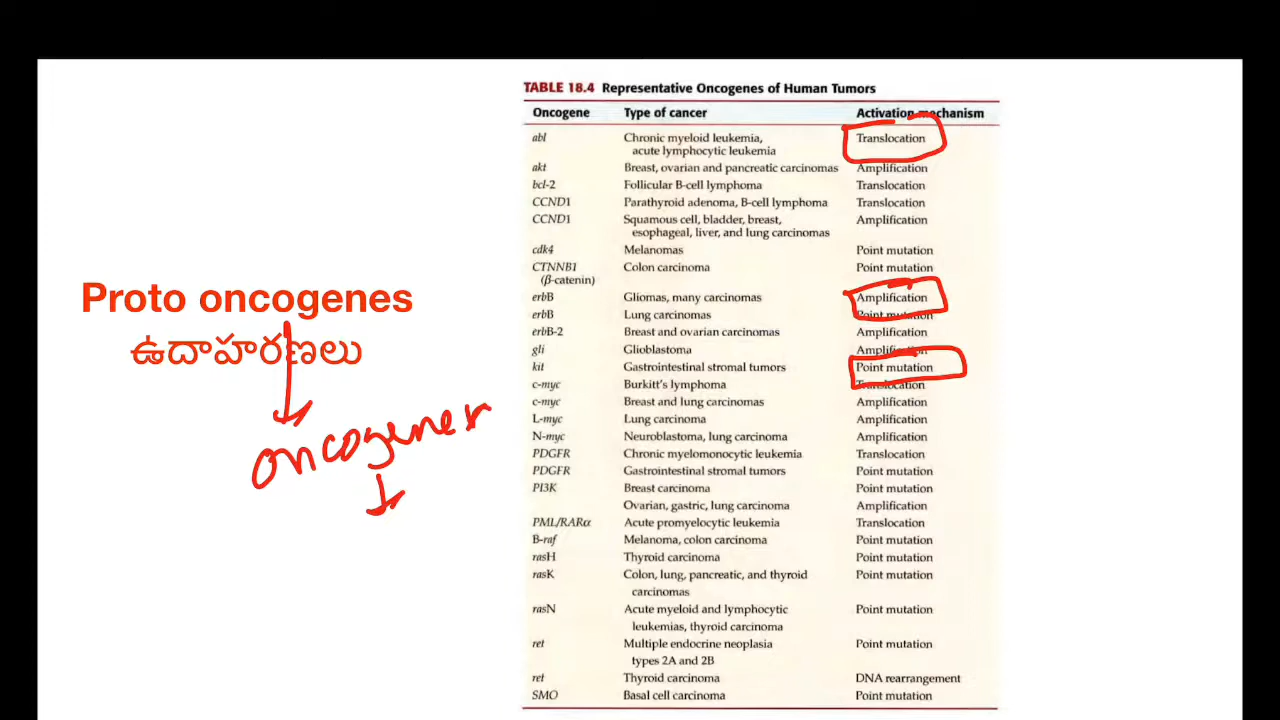 Proto oncogenes
ఉదాహరణలు
oncogenes
TABLE 18.4 Representative Oncogenes of Human Tumors
Oncogene Type of cancer Activation mechanism
abl Chronic myeloid leukemia, Translocation
acute lymphocytic leukemia
akt Breast, ovarian and pancreatic carcinomas Amplification
bcl-2 Follicular B-cell lymphoma Translocation
CCND1 Parathyroid adenoma, B-cell lymphoma Translocation
CCND1 Squamous cell, bladder, breast, Amplification
esophageal, liver, and lung carcinomas
cdk4 Melanomas Point mutation
CTNNB1 Colon carcinoma Point mutation
(β-catenin)
erbB Gliomas, many carcinomas Amplification
erbB Lung carcinomas Point mutation
erbB-2 Breast and ovarian carcinomas Amplification
gli Glioblastoma Amplification
kit Gastrointestinal stromal tumors Point mutation
c-myc Burkitt's lymphoma Translocation
c-myc Breast and lung carcinomas Amplification
L-myc Lung carcinoma Amplification
N-myc Neuroblastoma, lung carcinoma Amplification
PDGFR Chronic myelomonocytic leukemia Translocation
PDGFR Gastrointestinal stromal tumors Point mutation
PI3K Breast carcinoma Point mutation
Ovarian, gastric, lung carcinoma Amplification
PML/RARα Acute promyelocytic leukemia Translocation
B-raf Melanoma, colon carcinoma Point mutation
rasH Thyroid carcinoma Point mutation
rasK Colon, lung, pancreatic, and thyroid Point mutation
carcinomas
rasN Acute myeloid and lymphocytic Point mutation
leukemias, thyroid carcinoma
ret Multiple endocrine neoplasia Point mutation
types 2A and 2B
ret Thyroid carcinoma DNA rearrangement
SMO Basal cell carcinoma Point mutation